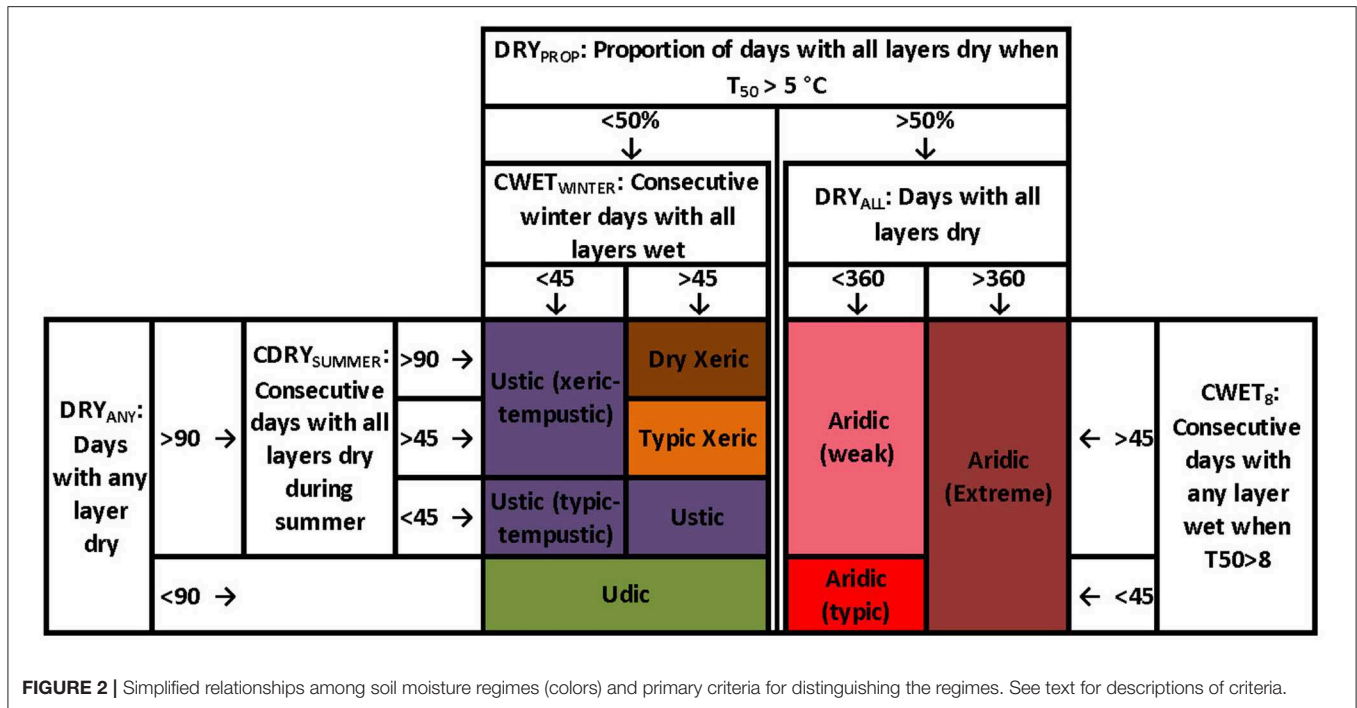 DRYPROP: Proportion of days with all layers dry when
T50 > 5 °C
<50%
↓
>50%
↓
CWETWINTER: Consecutive
winter days with all
layers wet
DRYALL: Days with all
layers dry
<45
↓
>45
↓
<360
↓
>360
↓
DRYANY:
Days
with any
layer
dry
>90 →
<90 →
CDRYSUMMER:
Consecutive
days with all
layers dry
during
summer
>90 →
>45 →
<45 →
Ustic (xeric-
tempustic)
Dry Xeric
Typic Xeric
Ustic (typic-
tempustic)
Ustic
Udic
Aridic
(weak)
Aridic
(typic)
Aridic
(Extreme)
← >45
← <45
CWET8:
Consecutive
days with
any layer
wet when
T50>8
FIGURE 2 | Simplified relationships among soil moisture regimes (colors) and primary criteria for distinguishing the regimes. See text for descriptions of criteria.